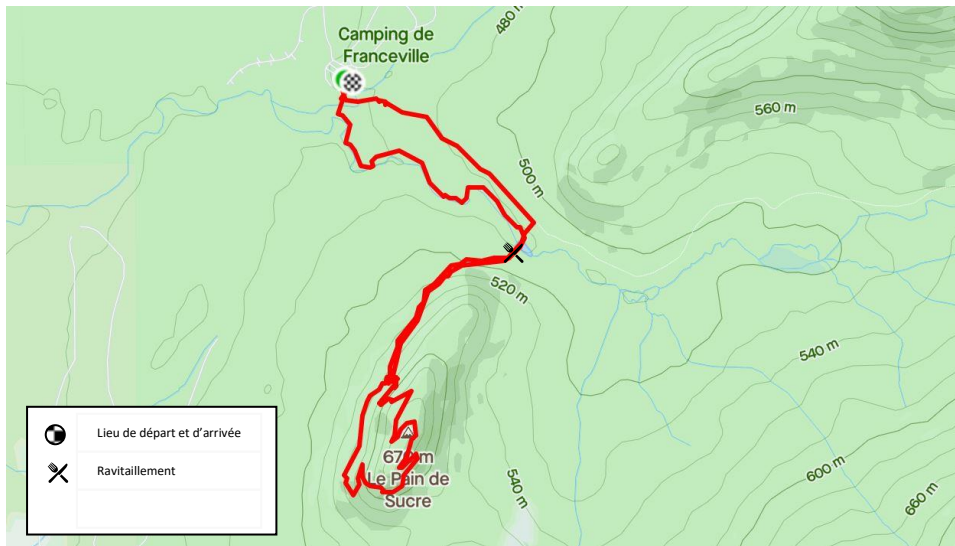 480 m
Camping de
Franceville
560 m
500 m
520 m
540 m
Le Pain de
Sucre
540 m
600 m
660 m
Lieu de départ et d'arrivée
Ravitaillement